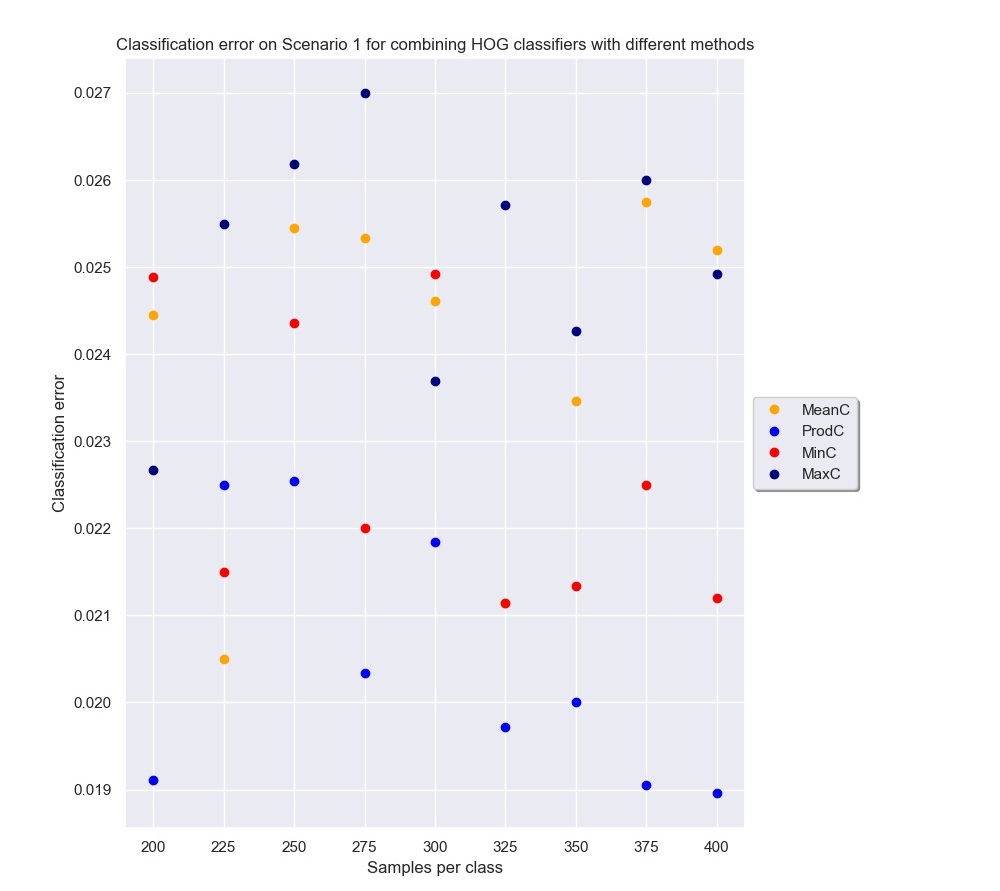 Classification error on Scenario 1 for combining HOG classifiers with different methods
0.027
0.026
0.025
0.024
0.023
0.022
0.021
0.020
0.019
Classification error
200 225 250 275 300 325 350 375 400
Samples per class
MeanC
ProdC
MinC
MaxC